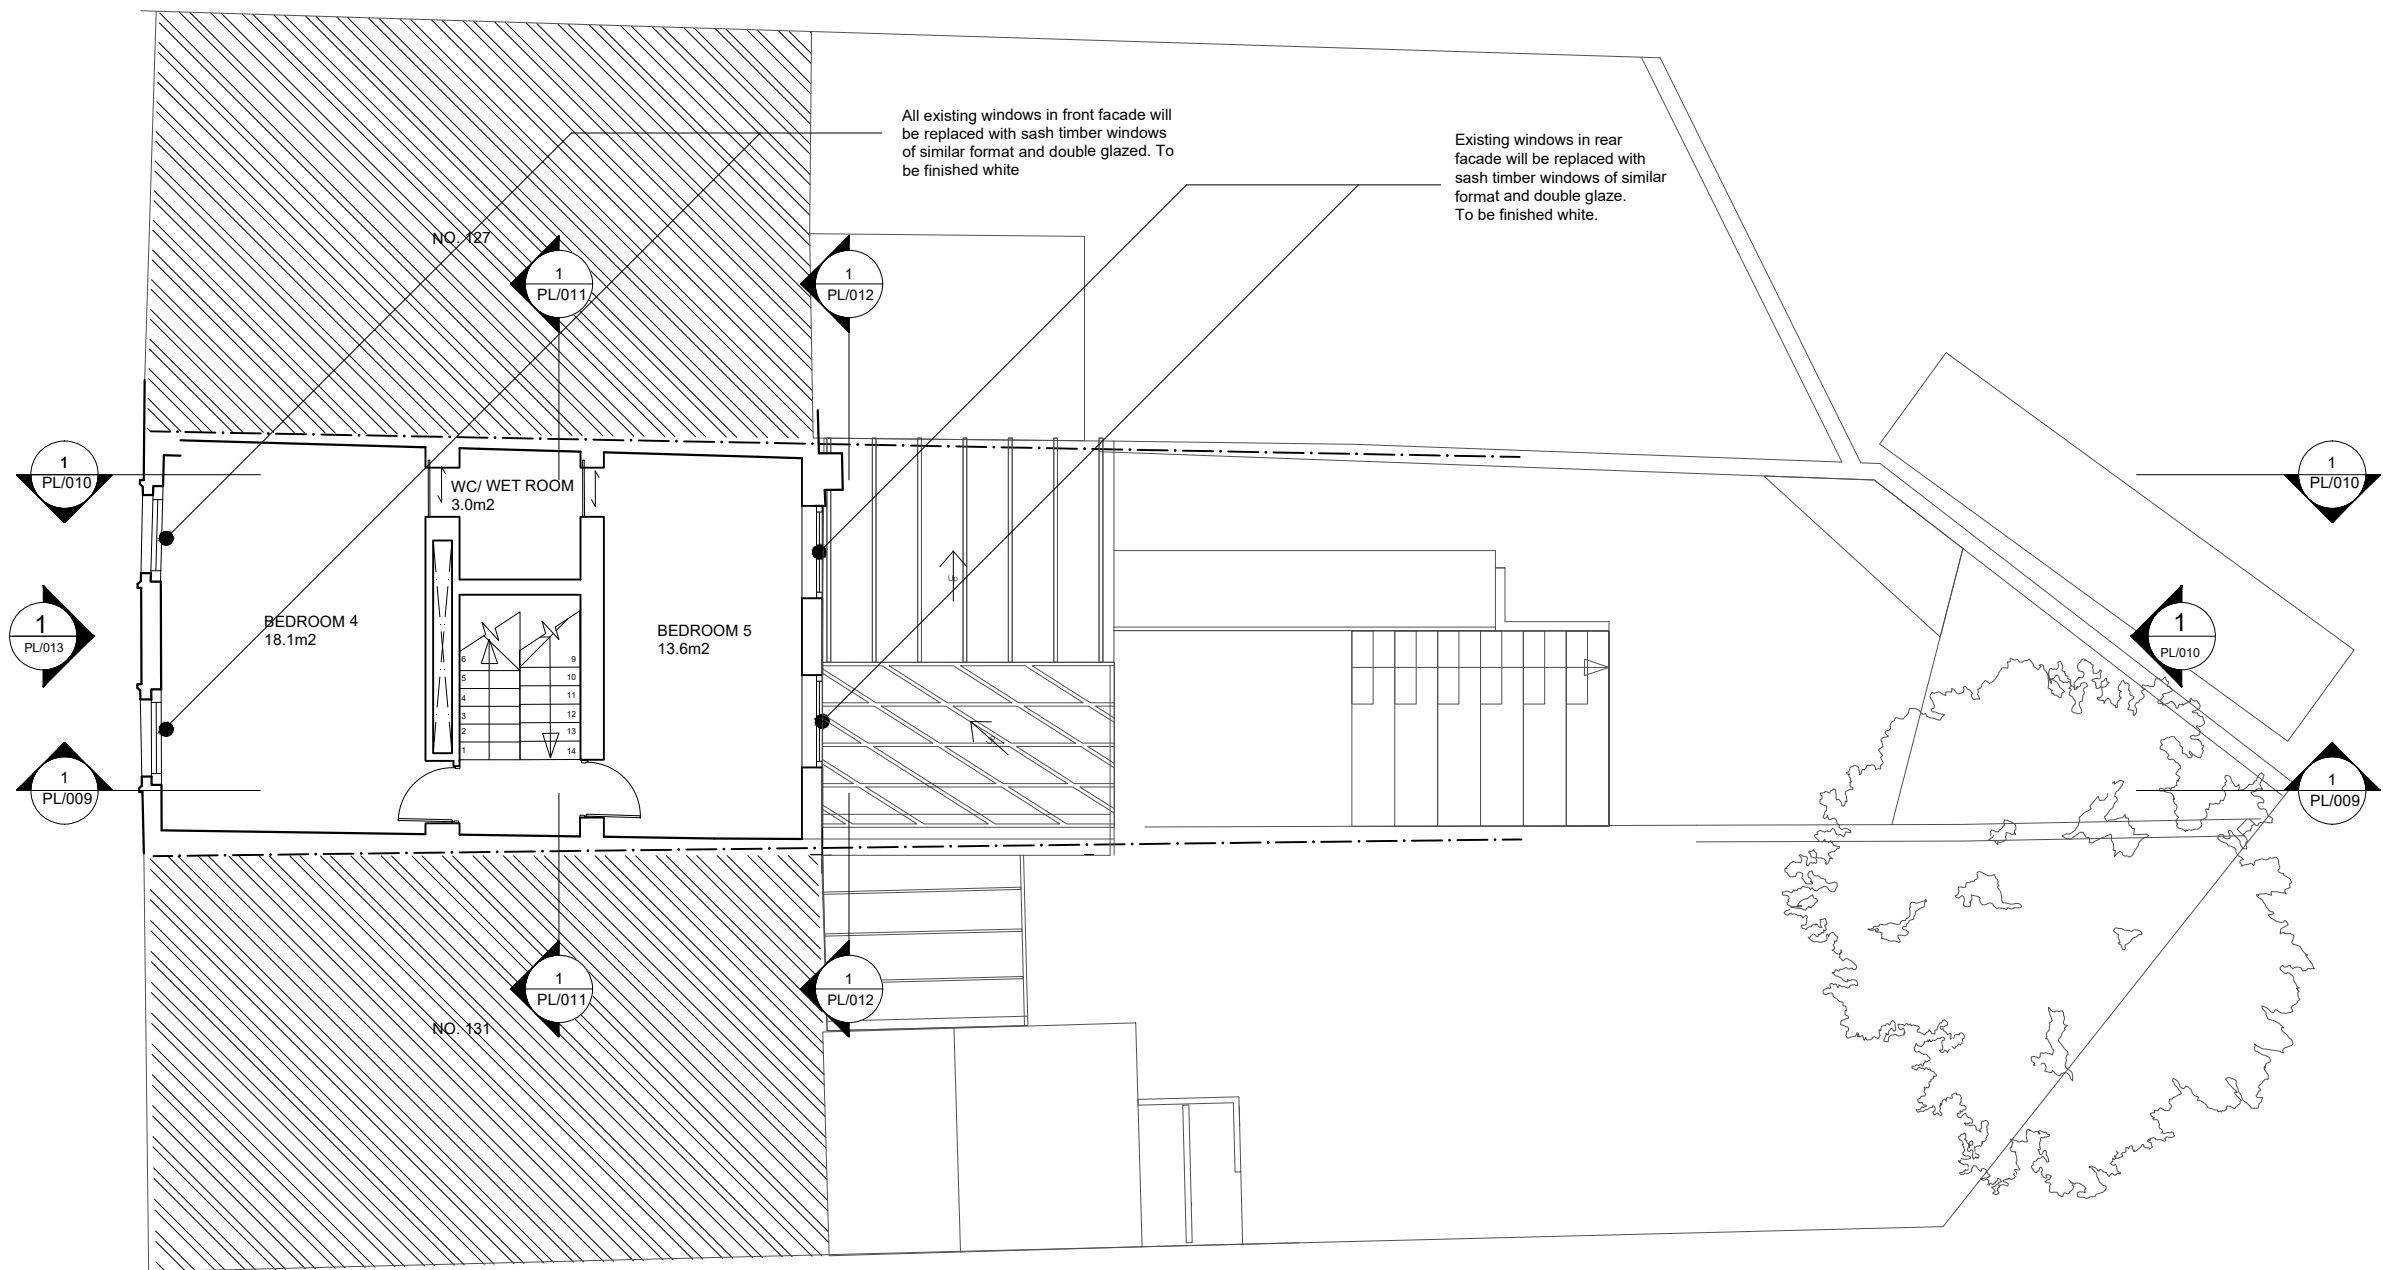 All existing windows in front facade will
be replaced with sash timber windows
of similar format and double glazed. To
be finished white
Existing windows in rear
facade will be replaced with
sash timber windows of similar
format and double glaze.
To be finished white.
NO. 127
1
PL/011
1
PL/012
1
PL/010
1
PL/010
WC/ WET ROOM
3.0m2
Up
BEDROOM 4
18.1m2
BEDROOM 5
13.6m2
1
PL/013
1
PL/010
6
5
4
3
2
1
9
10
11
12
13
14
1
PL/009
1
PL/009
1
PL/011
1
PL/012
NO. 131